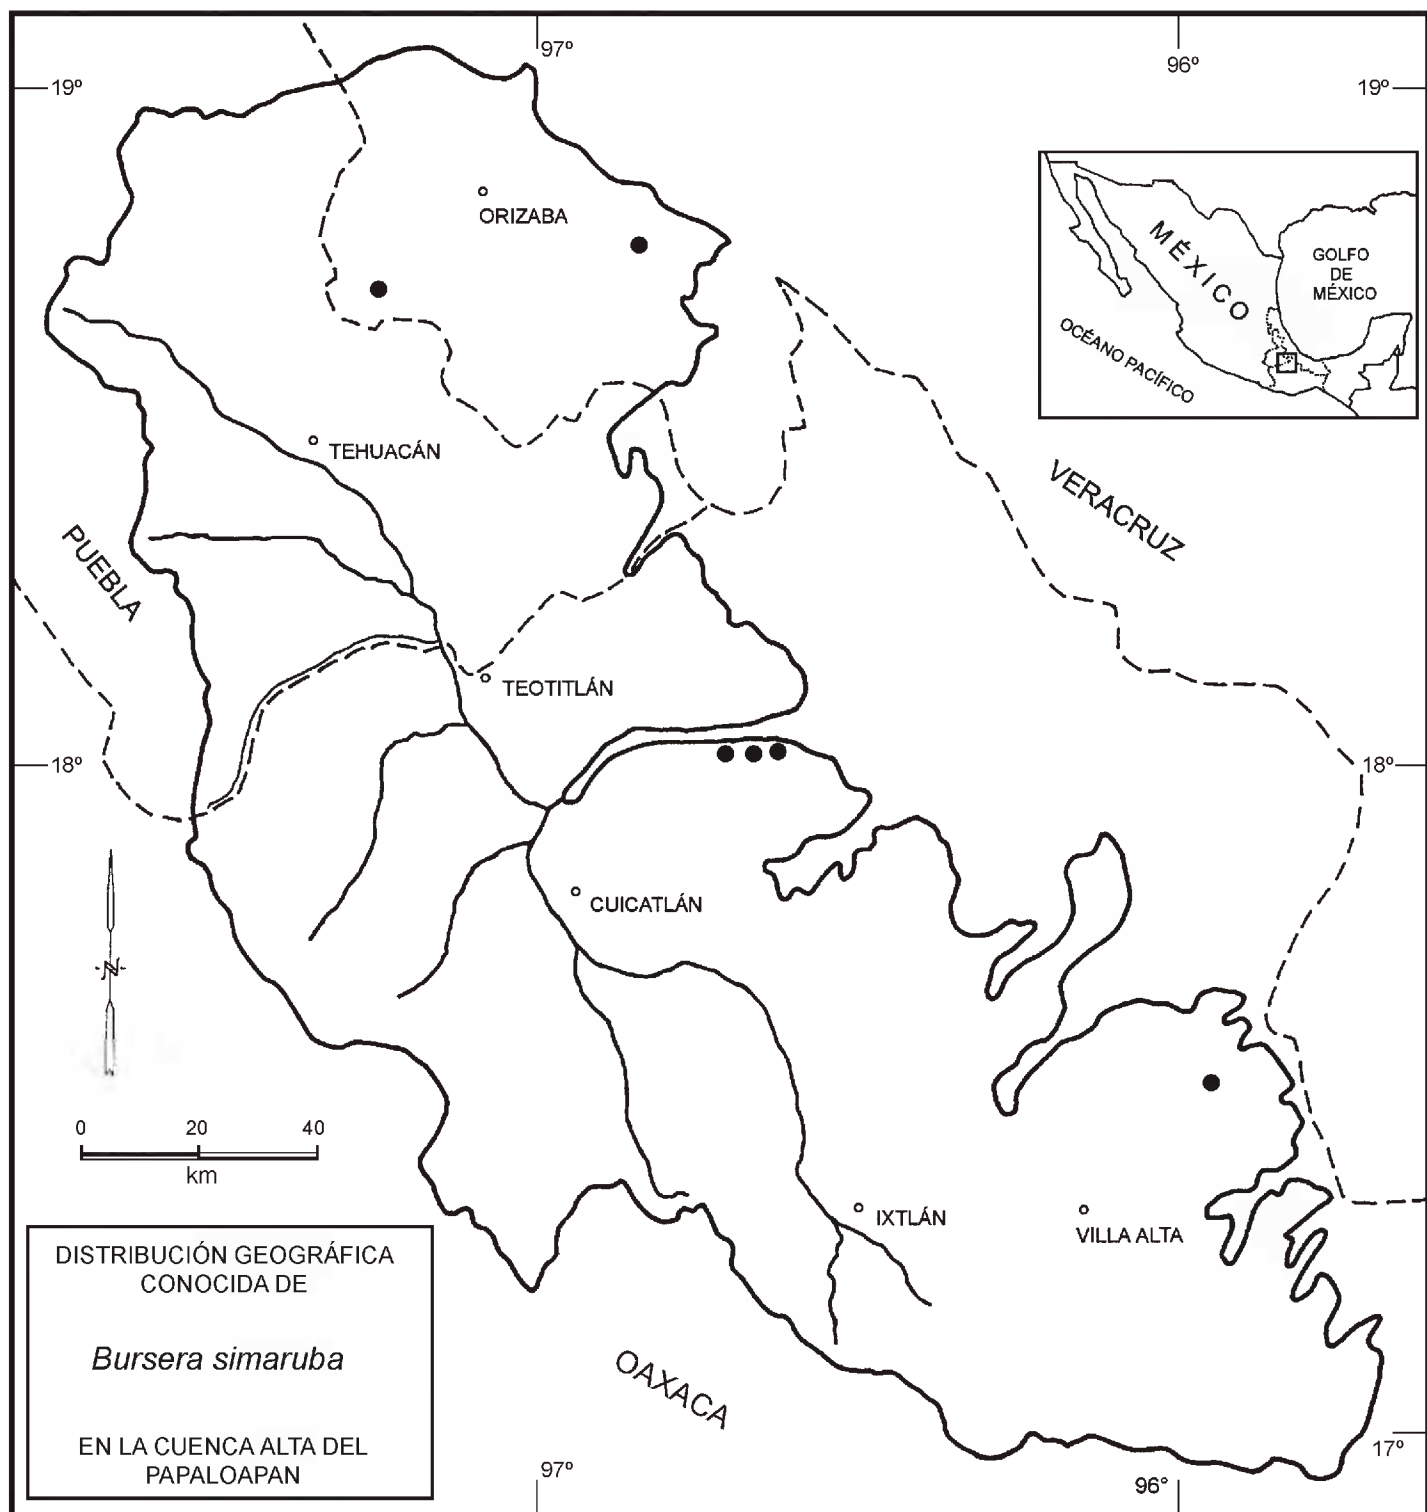 97º
96º
19º
19º
ORIZABA
MÉXICO
GOLFO
DE
MÉXICO
OCÉANO PACÍFICO
TEHUACÁN
VERACRUZ
PUEBLA
TEOTITLÁN
18º
18º
CUICATLÁN
N
0 20 40
km
IXTLÁN
VILLA ALTA
OAXACA
DISTRIBUCIÓN GEOGRÁFICA
CONOCIDA DE
Bursera simaruba
EN LA CUENCA ALTA DEL
PAPALOAPAN
17º
97º
96°